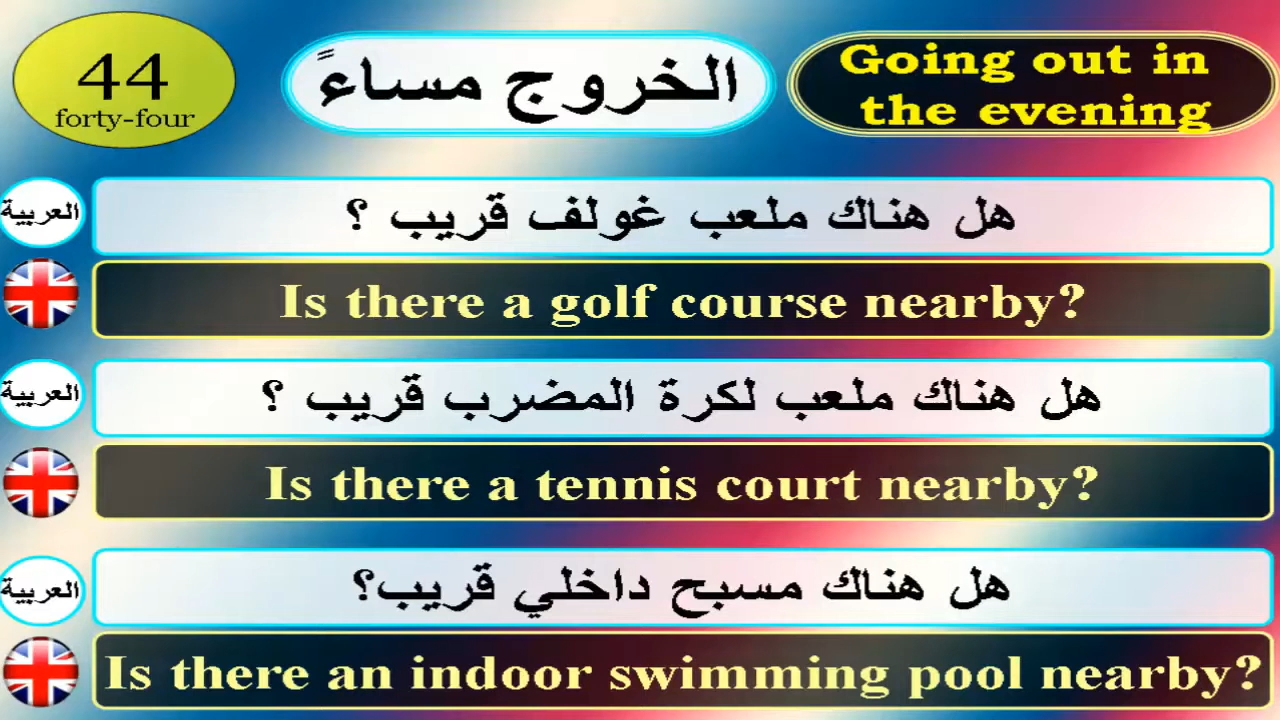 44
forty-four
الخروج مساءً
Going out in
the evening
العربية
هل هناك ملعب غولف قريب ؟
Is there a golf course nearby?
العربية
هل هناك ملعب لكرة المضرب قريب ؟
Is there a tennis court nearby?
العربية
هل هناك مسبح داخلي قريب؟
Is there an indoor swimming pool nearby?